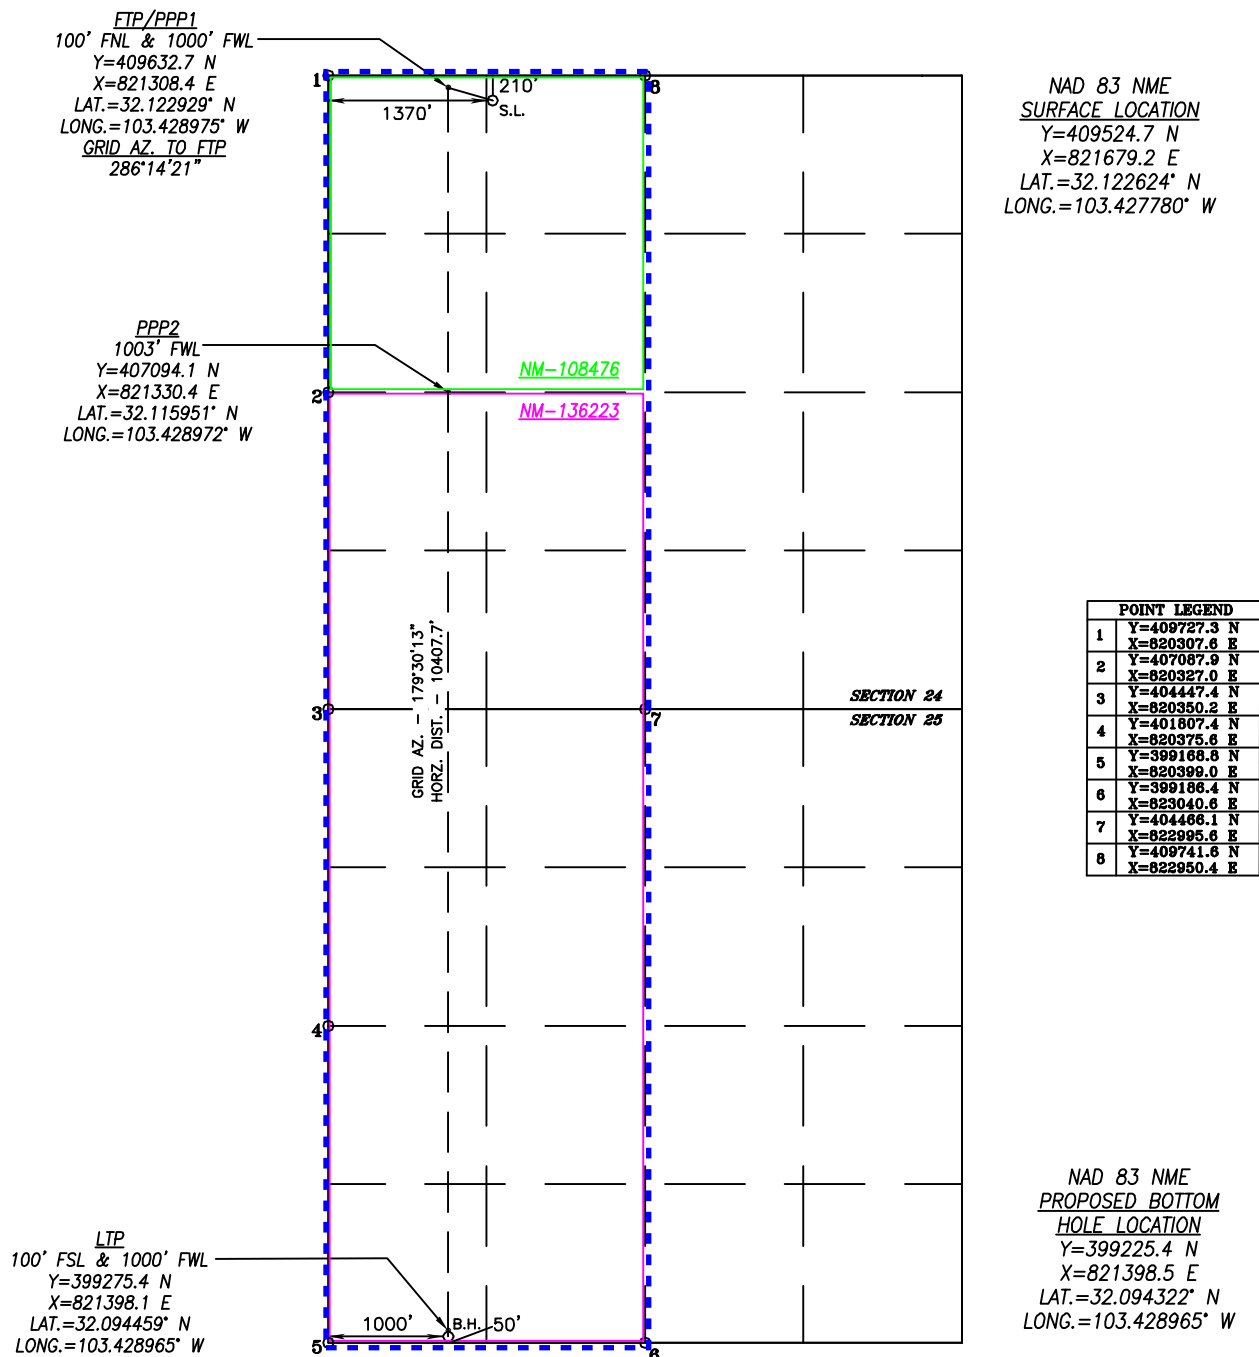 FTP/PPP1
100' FNL & 1000' FWL
Y=409632.7 N
X=821308.4 E
LAT.=32.122929° N
LONG.=103.428975° W
GRID AZ. TO FTP
286°14'21"
1
210'
8
1370'
S.L.
NAD 83 NME
SURFACE LOCATION
Y=409524.7 N
X=821679.2 E
LAT.=32.122624° N
LONG.=103.427780° W
PPP2
1003' FWL
Y=407094.1 N
X=821330.4 E
LAT.=32.115951° N
LONG.=103.428972° W
NM-108476
2
NM-136223
GRID AZ. - 179°30'13"
HORZ. DIST. - 10407.7'
SECTION 24
3
7
SECTION 25
POINT LEGEND
1 Y=409727.3 N
X=820307.6 E
2 Y=407087.9 N
X=820327.0 E
3 Y=404447.4 N
X=820350.2 E
4 Y=401807.4 N
X=820375.6 E
5 Y=399168.8 N
X=820399.0 E
6 Y=399186.4 N
X=823040.6 E
7 Y=404466.1 N
X=822995.6 E
8 Y=409741.6 N
X=822950.4 E
4
LTP
100' FSL & 1000' FWL
Y=399275.4 N
X=821398.1 E
LAT.=32.094459° N
LONG.=103.428965° W
1000'
B.H.
50'
5
6
NAD 83 NME
PROPOSED BOTTOM
HOLE LOCATION
Y=399225.4 N
X=821398.5 E
LAT.=32.094322° N
LONG.=103.428965° W